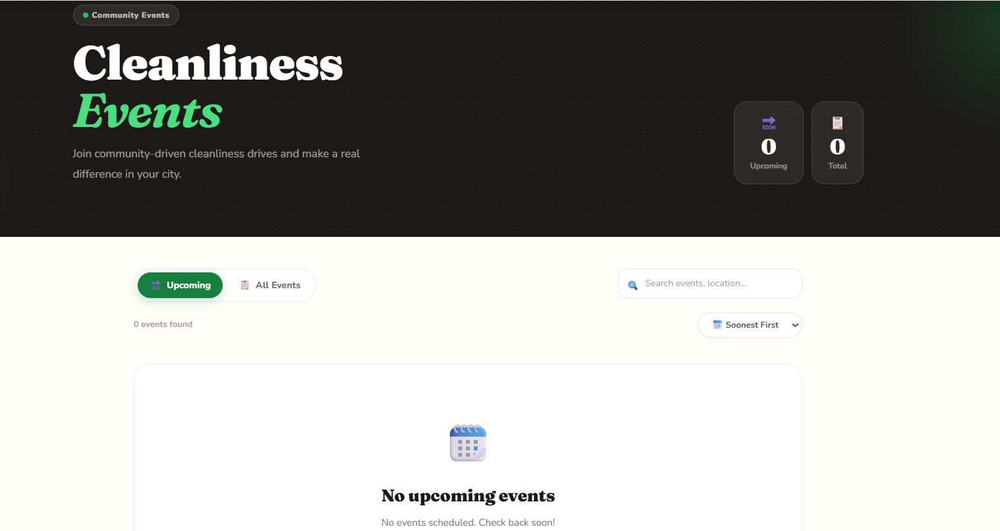 Community Events
Cleanliness
Events
Join community-driven cleanliness drives and make a real
difference in your city.
SOON
0
Upcoming
0
Total
SOON
Upcoming
All Events
Search events, location...
0 events found
Soonest First
No upcoming events
No events scheduled. Check back soon!